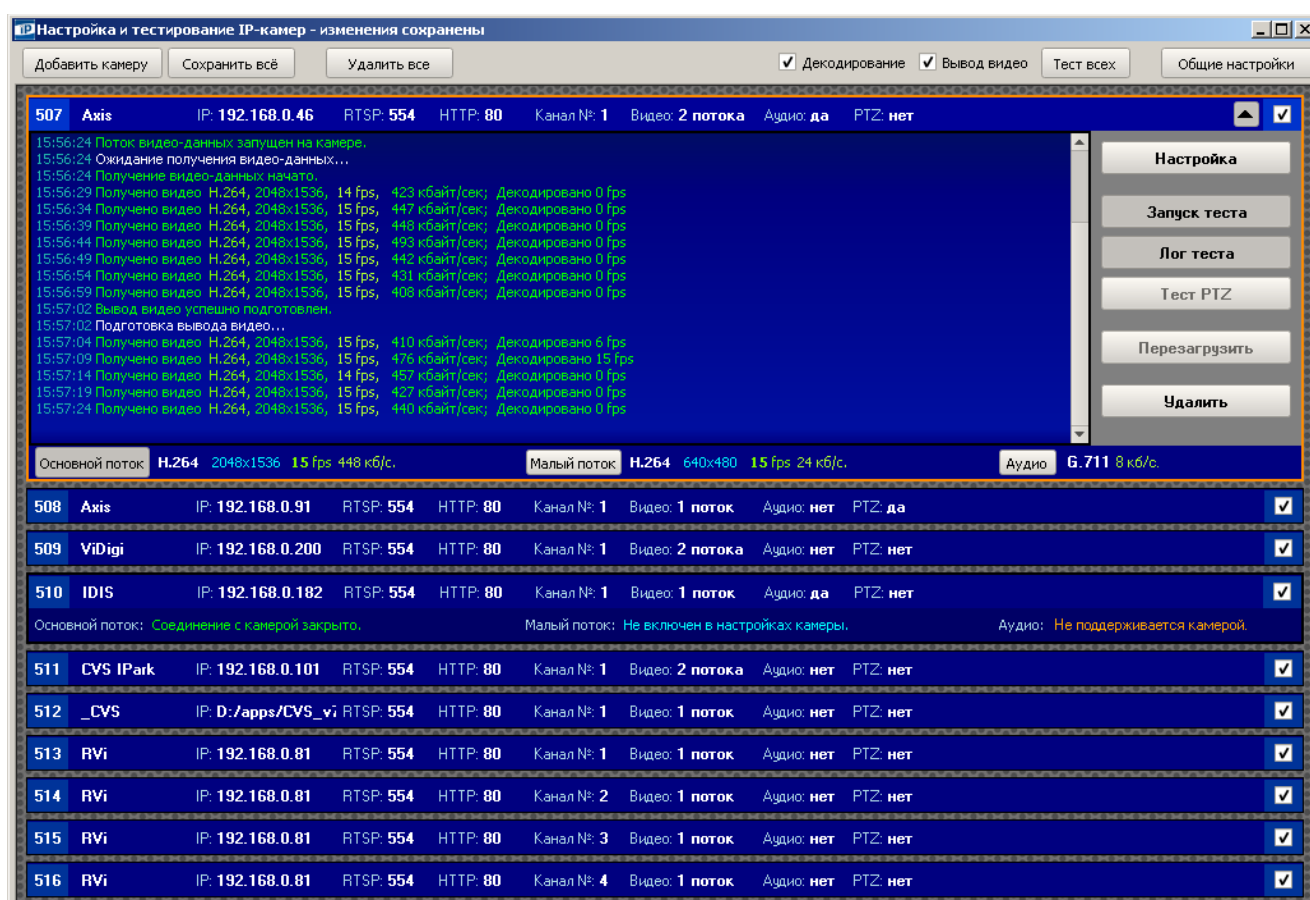 Настройка и тестирование IP-камер - изменения сохранены
Добавить камеру Сохранить всё Удалить все Декодирование Вывод видео Тест всех Общие настройки
507 Axis IP: 192.168.0.46 RTSP: 554 HTTP: 80 Канал №: 1 Видео: 2 потока Аудио: да PTZ: нет
15:56:24 Поток видео-данных запущен на камере.
15:56:24 Ожидание получения видео-данных...
15:56:24 Получение видео-данных начато.
15:56:29 Получено видео H.264, 2048x1536, 14 fps, 423 кбайт/сек; Декодировано 0 fps
15:56:34 Получено видео H.264, 2048x1536, 15 fps, 447 кбайт/сек; Декодировано 0 fps
15:56:39 Получено видео H.264, 2048x1536, 15 fps, 448 кбайт/сек; Декодировано 0 fps
15:56:44 Получено видео H.264, 2048x1536, 15 fps, 493 кбайт/сек; Декодировано 0 fps
15:56:49 Получено видео H.264, 2048x1536, 15 fps, 442 кбайт/сек; Декодировано 0 fps
15:56:54 Получено видео H.264, 2048x1536, 15 fps, 431 кбайт/сек; Декодировано 0 fps
15:56:59 Получено видео H.264, 2048x1536, 15 fps, 408 кбайт/сек; Декодировано 0 fps
15:57:02 Вывод видео успешно подготовлен.
15:57:02 Подготовка вывода видео...
15:57:04 Получено видео H.264, 2048x1536, 15 fps, 410 кбайт/сек; Декодировано 6 fps
15:57:09 Получено видео H.264, 2048x1536, 15 fps, 476 кбайт/сек; Декодировано 15 fps
15:57:14 Получено видео H.264, 2048x1536, 14 fps, 457 кбайт/сек; Декодировано 0 fps
15:57:19 Получено видео H.264, 2048x1536, 15 fps, 427 кбайт/сек; Декодировано 0 fps
15:57:24 Получено видео H.264, 2048x1536, 15 fps, 440 кбайт/сек; Декодировано 0 fps
Настройка
Запуск теста
Лог теста
Тест PTZ
Перезагрузить
Удалить
Основной поток H.264 2048x1536 15 fps 448 кб/с. Малый поток H.264 640x480 15 fps 24 кб/с. Аудио G.711 8 кб/с.
508 Axis IP: 192.168.0.91 RTSP: 554 HTTP: 80 Канал №: 1 Видео: 1 поток Аудио: нет PTZ: да
509 ViDigi IP: 192.168.0.200 RTSP: 554 HTTP: 80 Канал №: 1 Видео: 2 потока Аудио: нет PTZ: нет
510 IDIS IP: 192.168.0.182 RTSP: 554 HTTP: 80 Канал №: 1 Видео: 1 поток Аудио: да PTZ: нет
Основной поток: Соединение с камерой закрыто. Малый поток: Не включен в настройках камеры. Аудио: Не поддерживается камерой.
511 CVS IPark IP: 192.168.0.101 RTSP: 554 HTTP: 80 Канал №: 1 Видео: 2 потока Аудио: нет PTZ: нет
512 _CVS IP: D:/apps/CVS_vi RTSP: 554 HTTP: 80 Канал №: 1 Видео: 1 поток Аудио: нет PTZ: нет
513 RVi IP: 192.168.0.81 RTSP: 554 HTTP: 80 Канал №: 1 Видео: 1 поток Аудио: нет PTZ: нет
514 RVi IP: 192.168.0.81 RTSP: 554 HTTP: 80 Канал №: 2 Видео: 1 поток Аудио: нет PTZ: нет
515 RVi IP: 192.168.0.81 RTSP: 554 HTTP: 80 Канал №: 3 Видео: 1 поток Аудио: нет PTZ: нет
516 RVi IP: 192.168.0.81 RTSP: 554 HTTP: 80 Канал №: 4 Видео: 1 поток Аудио: нет PTZ: нет